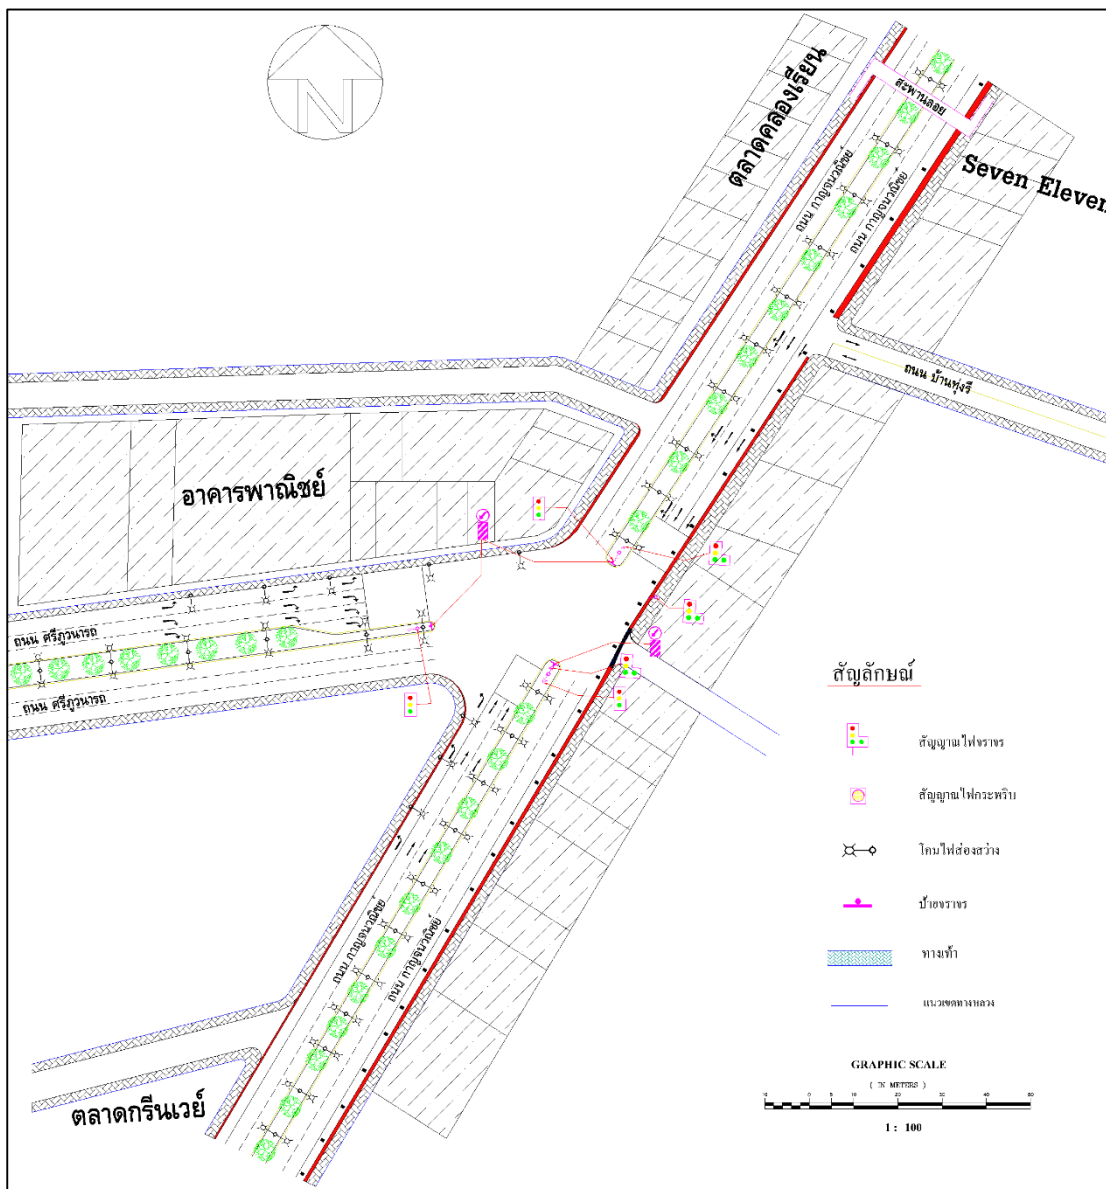 N
ตลาดคลองเรียน
สะพานลอย
Seven Eleven
ถนน กาญจนวณิชย์
ถนน กาญจนวณิชย์
ถนน บ้านทุ่งรี
อาคารพาณิชย์
ถนน ศรีภูวนารถ
ถนน ศรีภูวนารถ
ถนน กาญจนวณิชย์
ถนน กาญจนวณิชย์
ตลาดกรีนเวย์
สัญลักษณ์
สัญญาณไฟจราจร
สัญญาณไฟกระพริบ
โคมไฟส่องสว่าง
ป้ายจราจร
ทางเท้า
แนวเขตทางหลวง
GRAPHIC SCALE
( IN METERS )
10 0 5 10 20 40 80
1 : 100